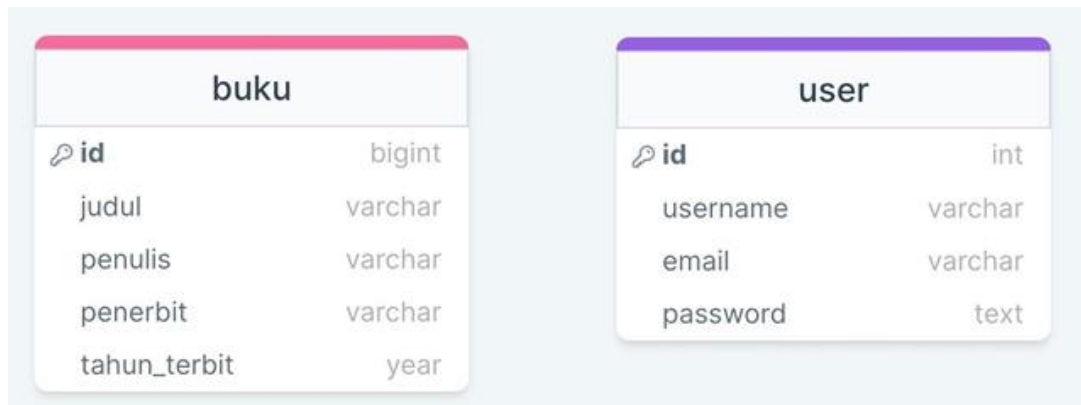 buku
id bigint
judul varchar
penulis varchar
penerbit varchar
tahun_terbit year
user
id int
username varchar
email varchar
password text